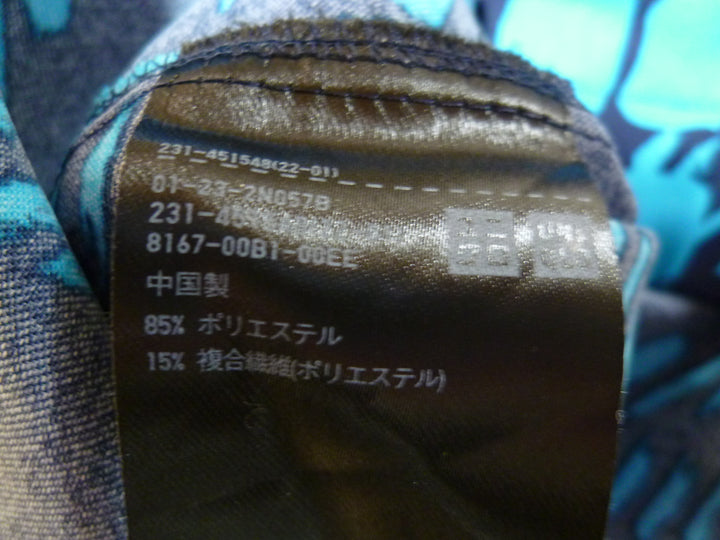 231-451548(22-01)
01-23-2N057B
8167-00B1-00EE
中国製
85% ポリエステル
15% 複合繊維(ポリエステル)